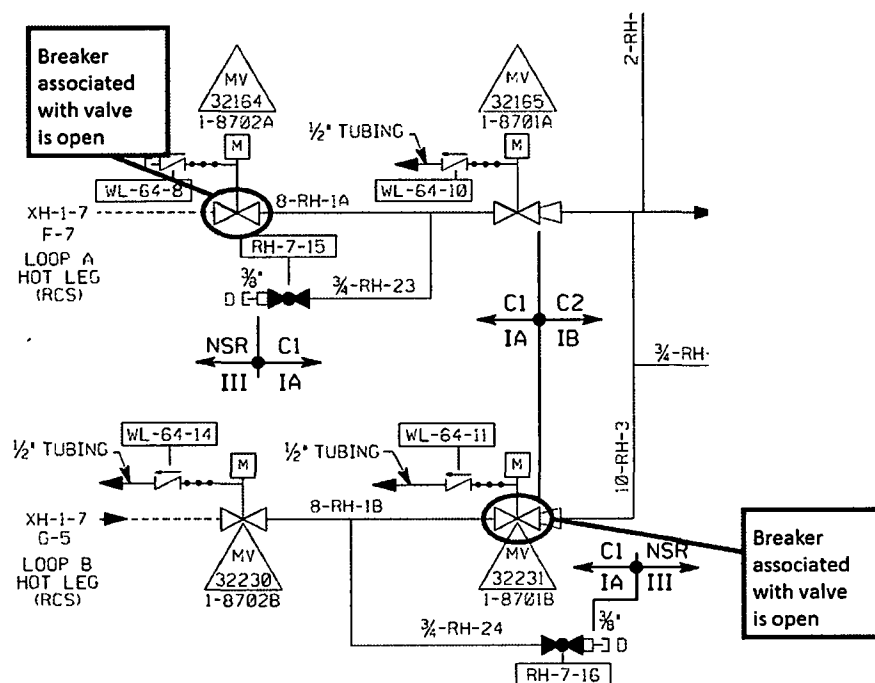 Breaker
associated
with valve
is open
MV
32164
1-8702A
M
WL-64-8
½" TUBING
MV
32165
1-8701A
M
WL-64-10
2-RH-
XH-1-7
F-7
LOOP A
HOT LEG
(RCS)
8-RH-1A
RH-7-15
⅜"
D
¾-RH-23
NSR
C1
III
IA
C1
C2
IA
IB
¾-RH-
10-RH-3
½" TUBING
WL-64-14
M
½" TUBING
WL-64-11
M
XH-1-7
G-5
LOOP B
HOT LEG
(RCS)
8-RH-1B
MV
32230
1-8702B
MV
32231
1-8701B
C1
NSR
IA
III
Breaker
associated
with valve
is open
¾-RH-24
⅜"
D
RH-7-16